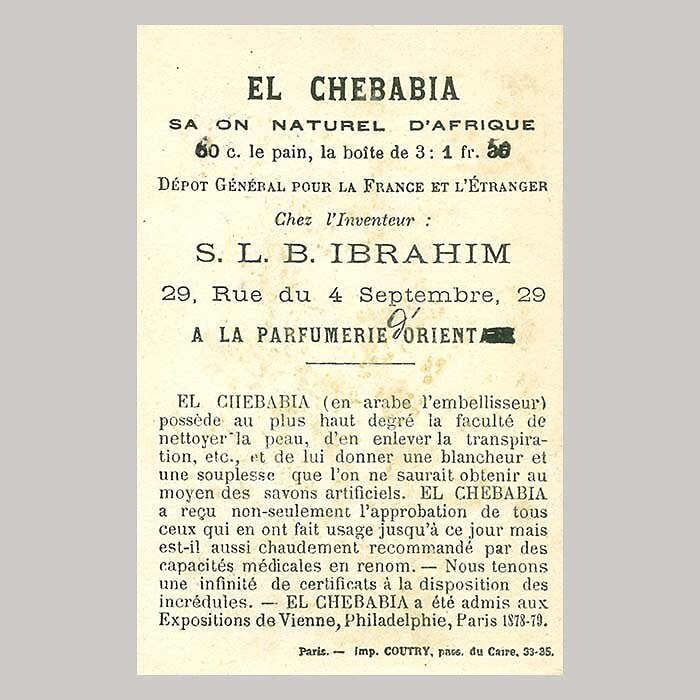 EL CHEBABIA
SA ON NATUREL D'AFRIQUE
60 c. le pain, la boîte de 3 : 1 fr. 50
DÉPOT GÉNÉRAL POUR LA FRANCE ET L'ÉTRANGER
Chez l'Inventeur :
S. L. B. IBRAHIM
29, Rue du 4 Septembre, 29
A LA PARFUMERIE d'ORIENT
EL CHEBABIA (en arabe l'embellisseur)
possède au plus haut degré la faculté de
nettoyer la peau, d'en enlever la transpira-
tion, etc., et de lui donner une blancheur et
une souplesse que l'on ne saurait obtenir au
moyen des savons artificiels. EL CHEBABIA
a reçu non-seulement l'approbation de tous
ceux qui en ont fait usage jusqu'à ce jour mais
est-il aussi chaudement recommandé par des
capacités médicales en renom. — Nous tenons
une infinité de certificats à la disposition des
incrédules. — EL CHEBABIA a été admis aux
Expositions de Vienne, Philadelphie, Paris 1878-79.
Paris. — Imp. COUTRY, pass. du Caire, 33-35.